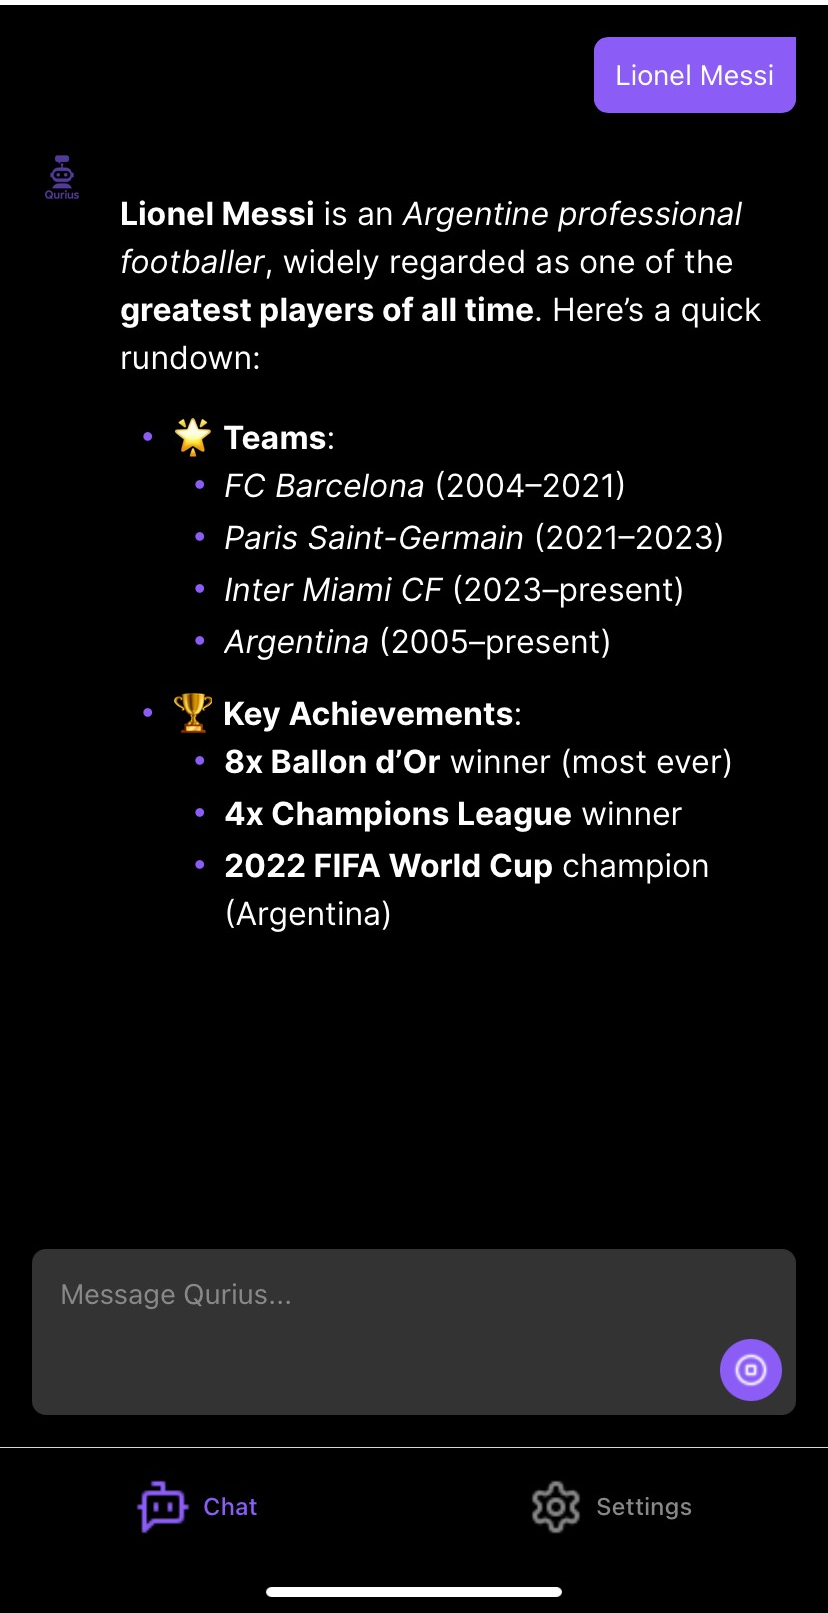 Lionel Messi
Qurius
Lionel Messi is an Argentine professional
footballer, widely regarded as one of the
greatest players of all time. Here’s a quick
rundown:
• 🌟 Teams:
• FC Barcelona (2004–2021)
• Paris Saint-Germain (2021–2023)
• Inter Miami CF (2023–present)
• Argentina (2005–present)
• 🏆 Key Achievements:
• 8x Ballon d’Or winner (most ever)
• 4x Champions League winner
• 2022 FIFA World Cup champion
(Argentina)
Message Qurius...
Chat
Settings